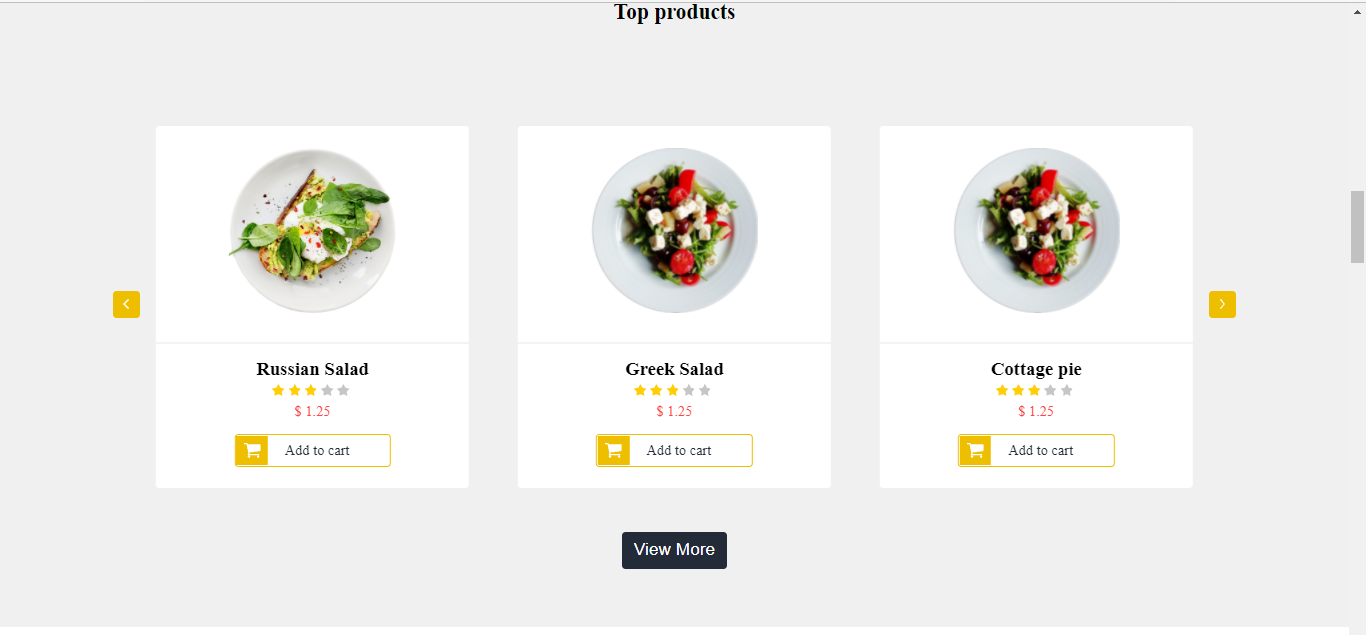 Top products
Russian Salad
$ 1.25
Add to cart
Greek Salad
$ 1.25
Add to cart
Cottage pie
$ 1.25
Add to cart
View More